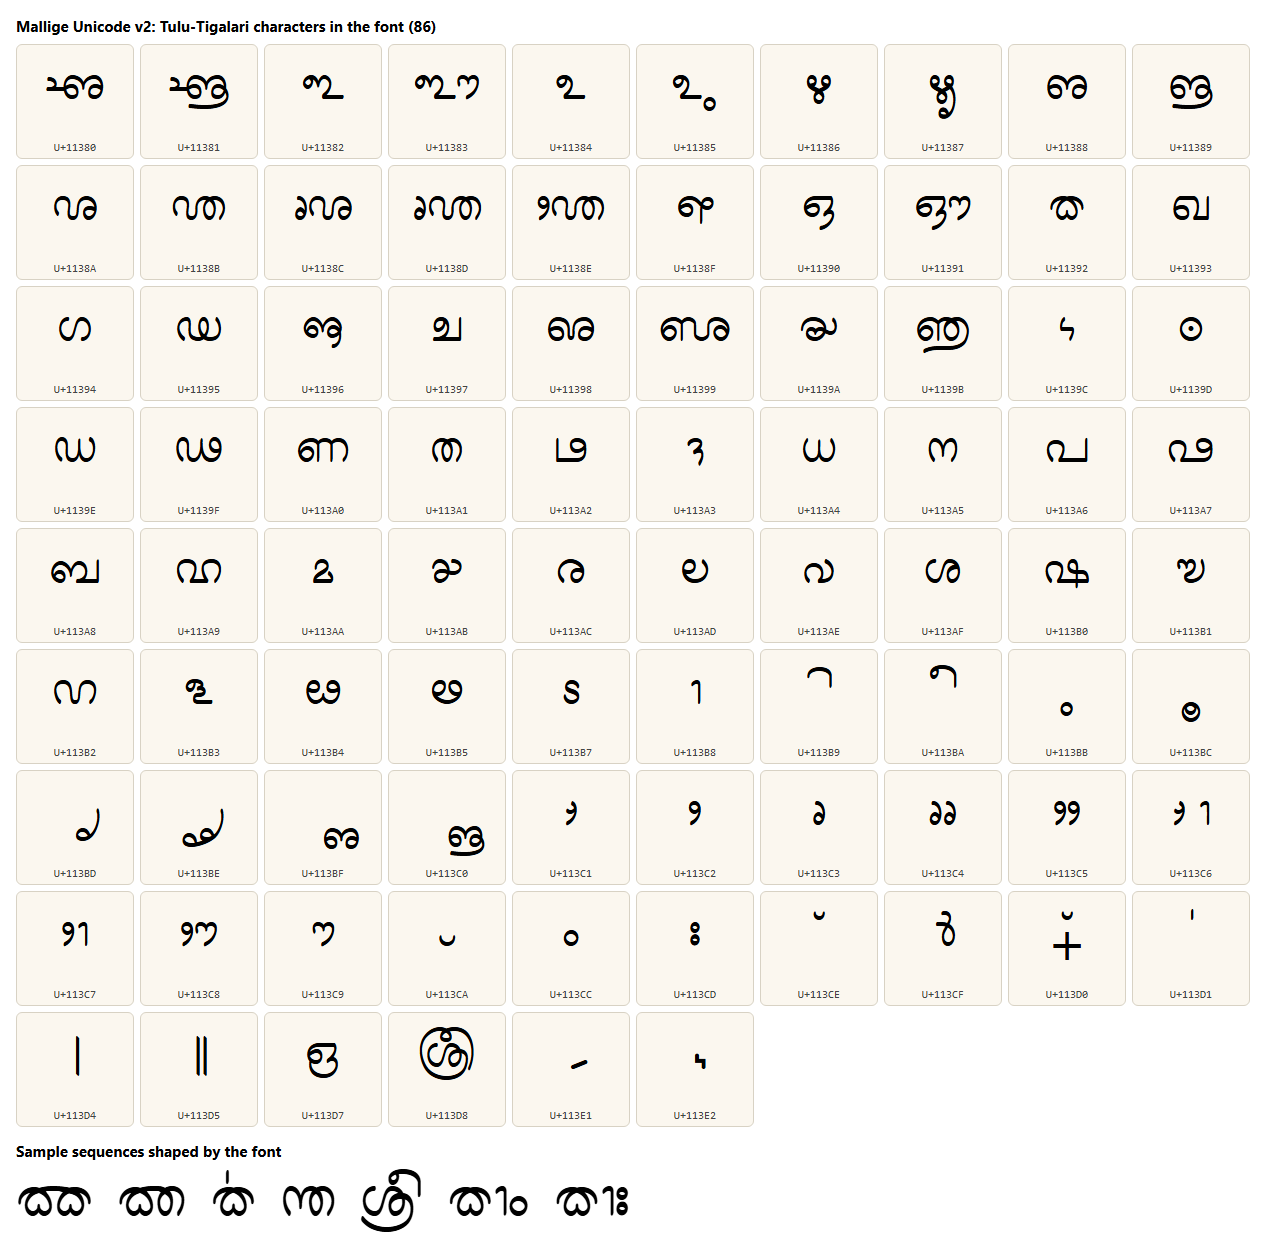 Mallige Unicode v2: Tulu-Tigalari characters in the font (86)
𑎀 𑎁 𑎂 𑎃 𑎄 𑎅 𑎆 𑎇 𑎈 𑎉
U+11380 U+11381 U+11382 U+11383 U+11384 U+11385 U+11386 U+11387 U+11388 U+11389
𑎊 𑎋 𑎌 𑎍 𑎎 𑎏 𑎐 𑎑 𑎒 𑎓
U+1138A U+1138B U+1138C U+1138D U+1138E U+1138F U+11390 U+11391 U+11392 U+11393
𑎔 𑎕 𑎖 𑎗 𑎘 𑎙 𑎚 𑎛 𑎜 𑎝
U+11394 U+11395 U+11396 U+11397 U+11398 U+11399 U+1139A U+1139B U+1139C U+1139D
𑎞 𑎟 𑎠 𑎡 𑎢 𑎣 𑎤 𑎥 𑎦 𑎧
U+1139E U+1139F U+113A0 U+113A1 U+113A2 U+113A3 U+113A4 U+113A5 U+113A6 U+113A7
𑎨 𑎩 𑎪 𑎫 𑎬 𑎭 𑎮 𑎯 𑎰 𑎱
U+113A8 U+113A9 U+113AA U+113AB U+113AC U+113AD U+113AE U+113AF U+113B0 U+113B1
𑎲 𑎳 𑎴 𑎵 𑎷 𑎸 𑎹 𑎺 𑎻 𑎼
U+113B2 U+113B3 U+113B4 U+113B5 U+113B7 U+113B8 U+113B9 U+113BA U+113BB U+113BC
𑎽 𑎾 𑎿 𑏀 𑏁 𑏂 𑏃 𑏄 𑏅 𑏆
U+113BD U+113BE U+113BF U+113C0 U+113C1 U+113C2 U+113C3 U+113C4 U+113C5 U+113C6
𑏇 𑏈 𑏉 𑏊 𑏌 𑏍 𑏎 𑏏 𑏐 𑏑
U+113C7 U+113C8 U+113C9 U+113CA U+113CC U+113CD U+113CE U+113CF U+113D0 U+113D1
𑏔 𑏕 𑏗 𑏘 𑏡 𑏢
U+113D4 U+113D5 U+113D7 U+113D8 U+113E1 U+113E2
Sample sequences shaped by the font
𑎒𑏐𑎒 𑎒𑏐𑎡 𑏑𑎒 𑎥𑏐𑎡 𑎯𑏐𑎬𑎺 𑎒𑎸𑏌 𑎒𑎸𑏍